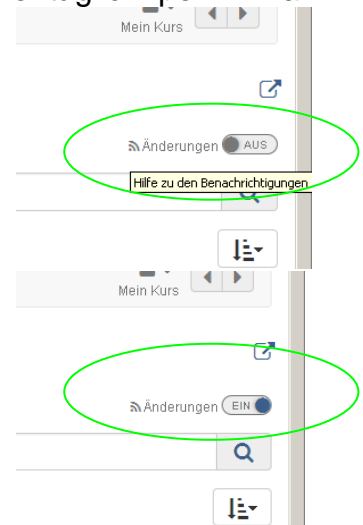 Mein Kurs
Änderungen AUS
Hilfe zu den Benachrichtigungen
Mein Kurs
Änderungen EIN